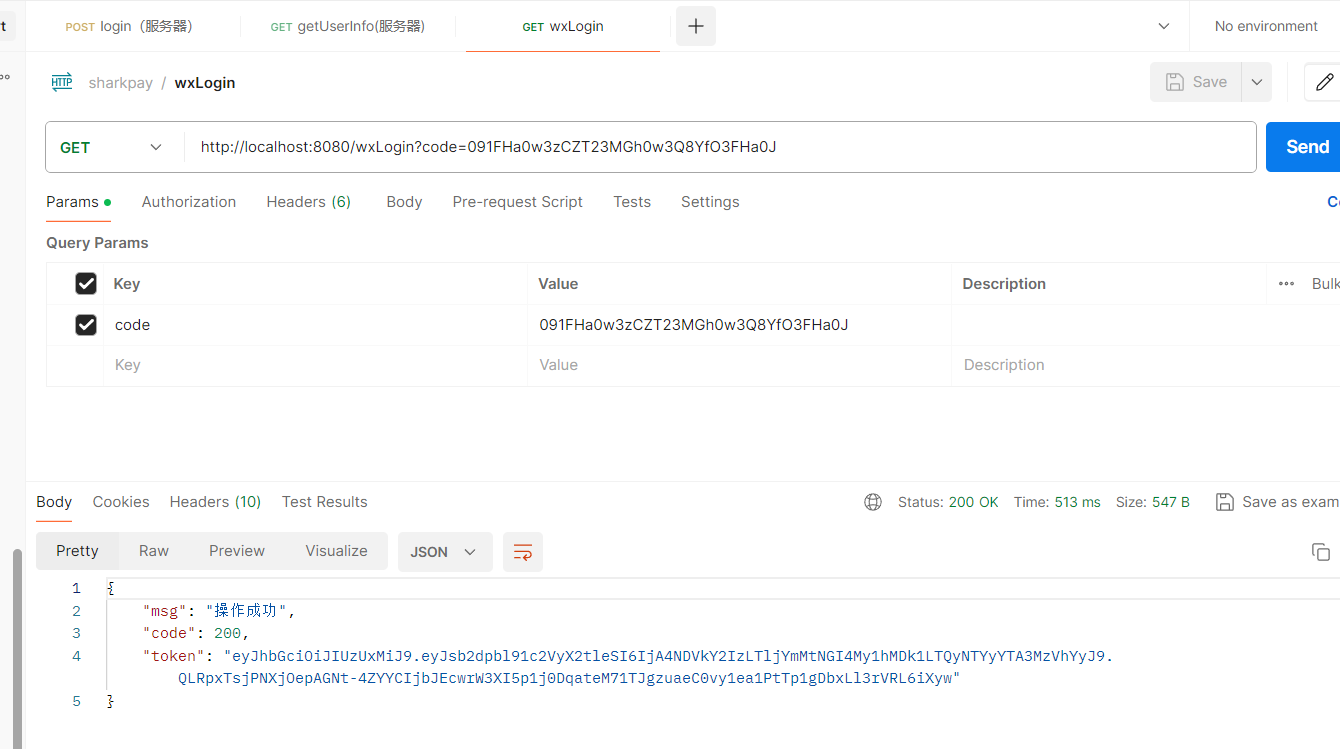 t
POST login（服务器）
GET getUserInfo(服务器)
GET wxLogin
No environment
HTTP sharkpay / wxLogin
Save
GET
http://localhost:8080/wxLogin?code=091FHa0w3zCZT23MGh0w3Q8YfO3FHa0J
Send
Params
Authorization
Headers (6)
Body
Pre-request Script
Tests
Settings
Query Params
Key Value Description Bulk
code 091FHa0w3zCZT23MGh0w3Q8YfO3FHa0J
Key Value Description
Body Cookies Headers (10) Test Results
Status: 200 OK Time: 513 ms Size: 547 B Save as exam
Pretty Raw Preview Visualize JSON
1 {
2 "msg": "操作成功",
3 "code": 200,
4 "token": "eyJhbGciOiJIUzUxMiJ9.eyJsb2dpbl91c2VyX2tleSI6IjA4NDVkY2IzLTljYmMtNGI4My1hMDk1LTQyNTYyYTA3MzVhYyJ9.
QLRpxTsjPNXjOepAGNt-4ZYYCIjbJEcwrW3XI5p1j0DqateM71TJgzuaeC0vy1ea1PtTp1gDbxLl3rVRL6iXyw"
5 }